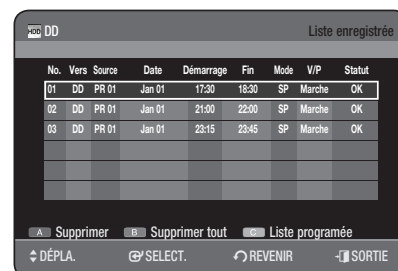 HDD DD Liste enregistrée
No. Vers Source Date Démarrage Fin Mode V/P Statut
01 DD PR 01 Jan 01 17:30 18:30 SP Marche OK
02 DD PR 01 Jan 01 21:00 22:00 SP Marche OK
03 DD PR 01 Jan 01 23:15 23:45 SP Marche OK
A Supprimer B Supprimer tout C Liste programée
DÉPLA. SELECT. REVENIR SORTIE